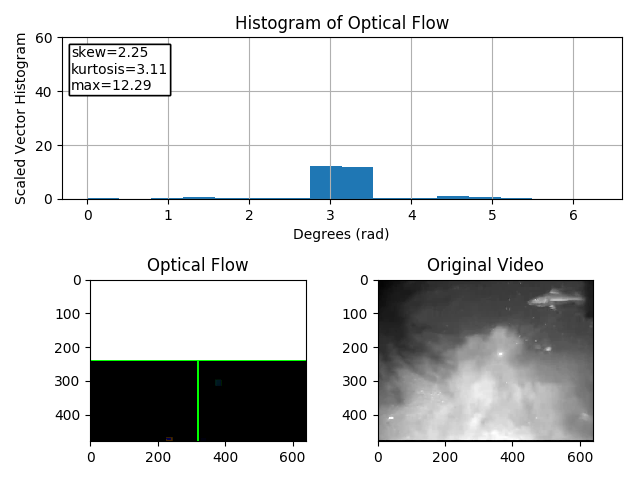 Histogram of Optical Flow
Scaled Vector Histogram
60
40
20
0
skew=2.25
kurtosis=3.11
max=12.29
0 1 2 3 4 5 6
Degrees (rad)
Optical Flow
0
100
200
300
400
0 200 400 600
Original Video
0
100
200
300
400
0 200 400 600